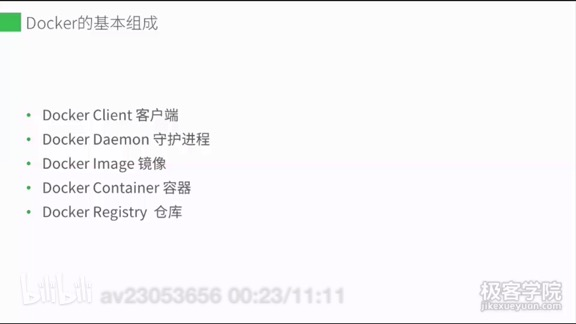 Docker的基本组成
• Docker Client 客户端
• Docker Daemon 守护进程
• Docker Image 镜像
• Docker Container 容器
• Docker Registry 仓库
bilibili av23053656 00:23/11:11
极客学院
jikexueyuan.com